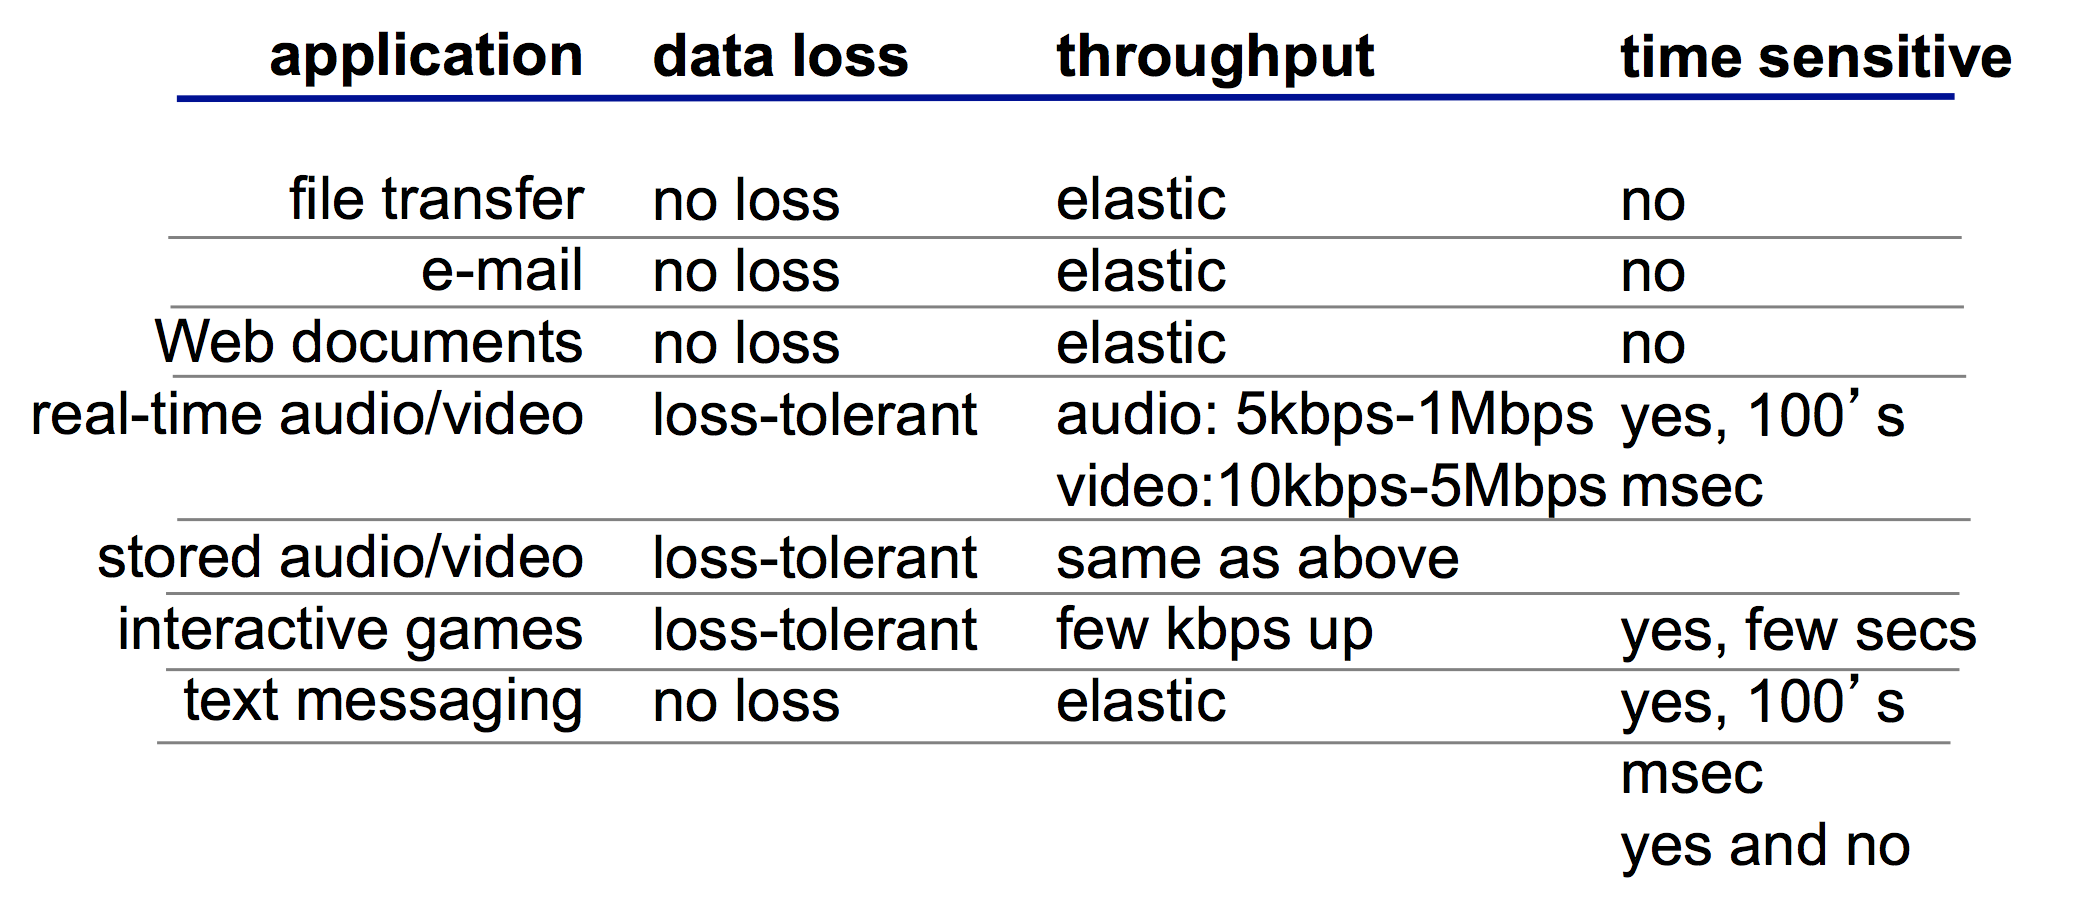 application data loss throughput time sensitive
file transfer no loss elastic no
e-mail no loss elastic no
Web documents no loss elastic no
real-time audio/video loss-tolerant audio: 5kbps-1Mbps yes, 100’ s
video:10kbps-5Mbps msec
stored audio/video loss-tolerant same as above
interactive games loss-tolerant few kbps up yes, few secs
text messaging no loss elastic yes, 100’ s
msec
yes and no